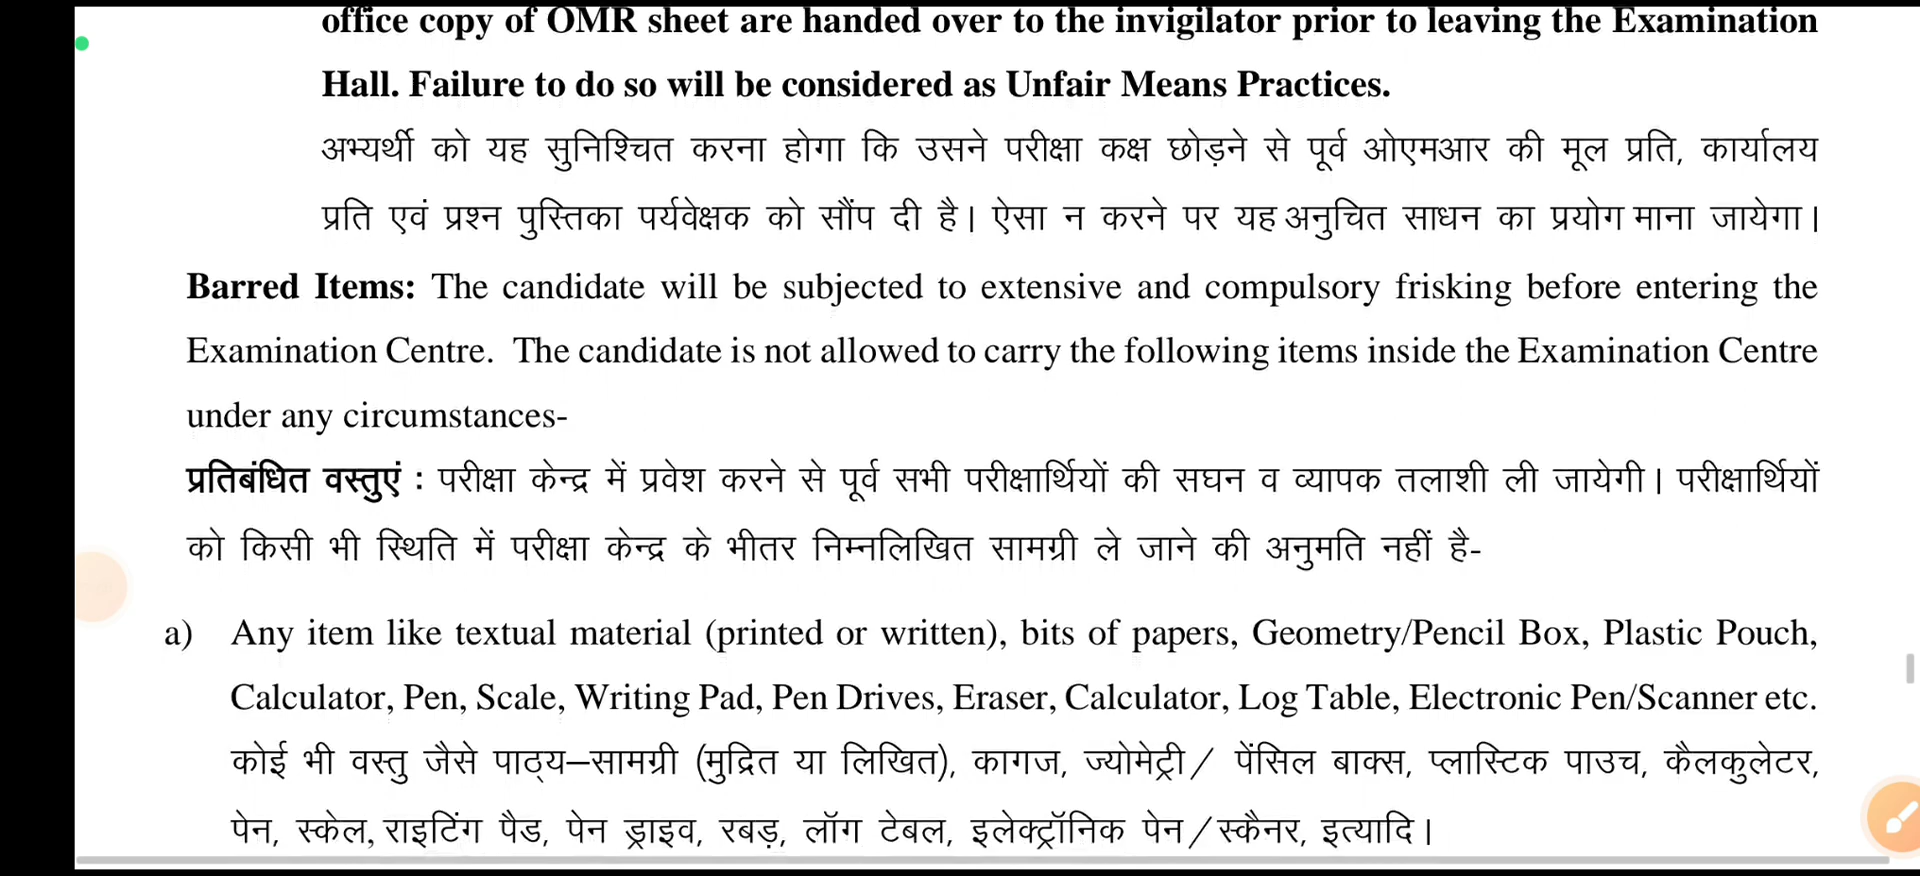 office copy of OMR sheet are handed over to the invigilator prior to leaving the Examination
Hall. Failure to do so will be considered as Unfair Means Practices.
अभ्यर्थी को यह सुनिश्चित करना होगा कि उसने परीक्षा कक्ष छोड़ने से पूर्व ओएमआर की मूल प्रति, कार्यालय
प्रति एवं प्रश्न पुस्तिका पर्यवेक्षक को सौंप दी है। ऐसा न करने पर यह अनुचित साधन का प्रयोग माना जायेगा।
Barred Items: The candidate will be subjected to extensive and compulsory frisking before entering the
Examination Centre. The candidate is not allowed to carry the following items inside the Examination Centre
under any circumstances-
प्रतिबंधित वस्तुएं : परीक्षा केन्द्र में प्रवेश करने से पूर्व सभी परीक्षार्थियों की सघन व व्यापक तलाशी ली जायेगी। परीक्षार्थियों
को किसी भी स्थिति में परीक्षा केन्द्र के भीतर निम्नलिखित सामग्री ले जाने की अनुमति नहीं है-
a) Any item like textual material (printed or written), bits of papers, Geometry/Pencil Box, Plastic Pouch,
Calculator, Pen, Scale, Writing Pad, Pen Drives, Eraser, Calculator, Log Table, Electronic Pen/Scanner etc.
कोई भी वस्तु जैसे पाठ्य–सामग्री (मुद्रित या लिखित), कागज, ज्योमेट्री/ पेंसिल बाक्स, प्लास्टिक पाउच, कैलकुलेटर,
पेन, स्केल, राइटिंग पैड, पेन ड्राइव, रबड़, लॉग टेबल, इलेक्ट्रॉनिक पेन/स्कैनर, इत्यादि।